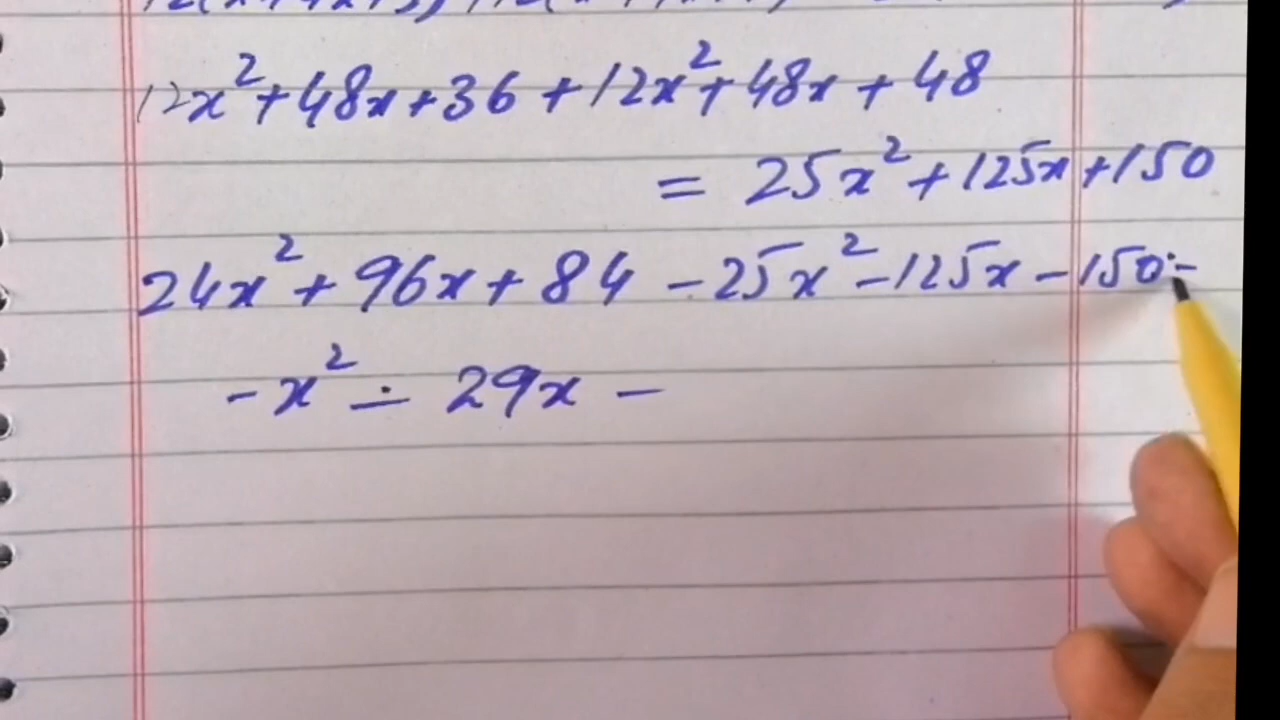 12x² + 48x + 36 + 12x² + 48x + 48
= 25x² + 125x + 150
24x² + 96x + 84 - 25x² - 125x - 150 =
- x² - 29x -